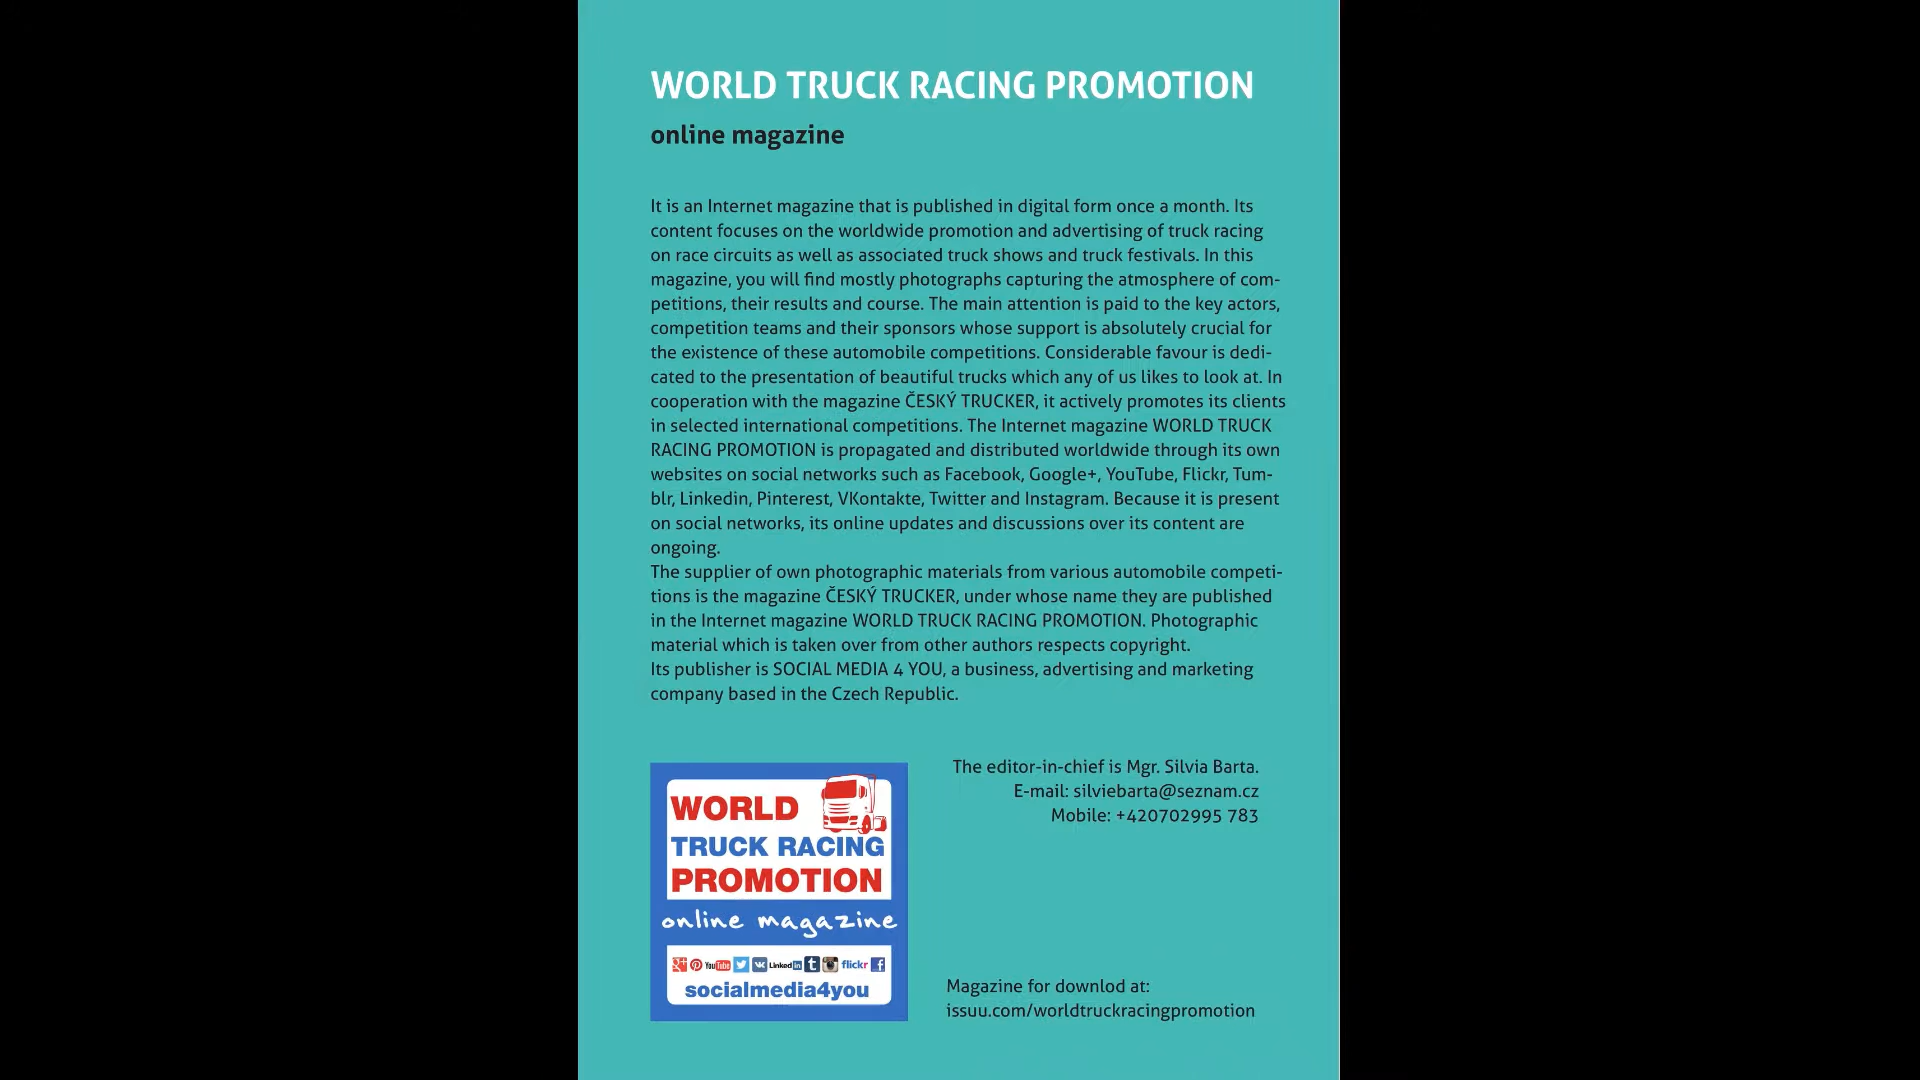 WORLD TRUCK RACING PROMOTION
online magazine
It is an Internet magazine that is published in digital form once a month. Its
content focuses on the worldwide promotion and advertising of truck racing
on race circuits as well as associated truck shows and truck festivals. In this
magazine, you will find mostly photographs capturing the atmosphere of com-
petitions, their results and course. The main attention is paid to the key actors,
competition teams and their sponsors whose support is absolutely crucial for
the existence of these automobile competitions. Considerable favour is dedi-
cated to the presentation of beautiful trucks which any of us likes to look at. In
cooperation with the magazine ČESKÝ TRUCKER, it actively promotes its clients
in selected international competitions. The Internet magazine WORLD TRUCK
RACING PROMOTION is propagated and distributed worldwide through its own
websites on social networks such as Facebook, Google+, YouTube, Flickr, Tum-
blr, Linkedin, Pinterest, VKontakte, Twitter and Instagram. Because it is present
on social networks, its online updates and discussions over its content are
ongoing.
The supplier of own photographic materials from various automobile competi-
tions is the magazine ČESKÝ TRUCKER, under whose name they are published
in the Internet magazine WORLD TRUCK RACING PROMOTION. Photographic
material which is taken over from other authors respects copyright.
Its publisher is SOCIAL MEDIA 4 YOU, a business, advertising and marketing
company based in the Czech Republic.
The editor-in-chief is Mgr. Silvia Barta.
E-mail: silviebarta@seznam.cz
Mobile: +420702995 783
WORLD
TRUCK RACING
PROMOTION
online magazine
YouTube Linked in flickr
socialmedia4you
Magazine for downlod at:
issuu.com/worldtruckracingpromotion